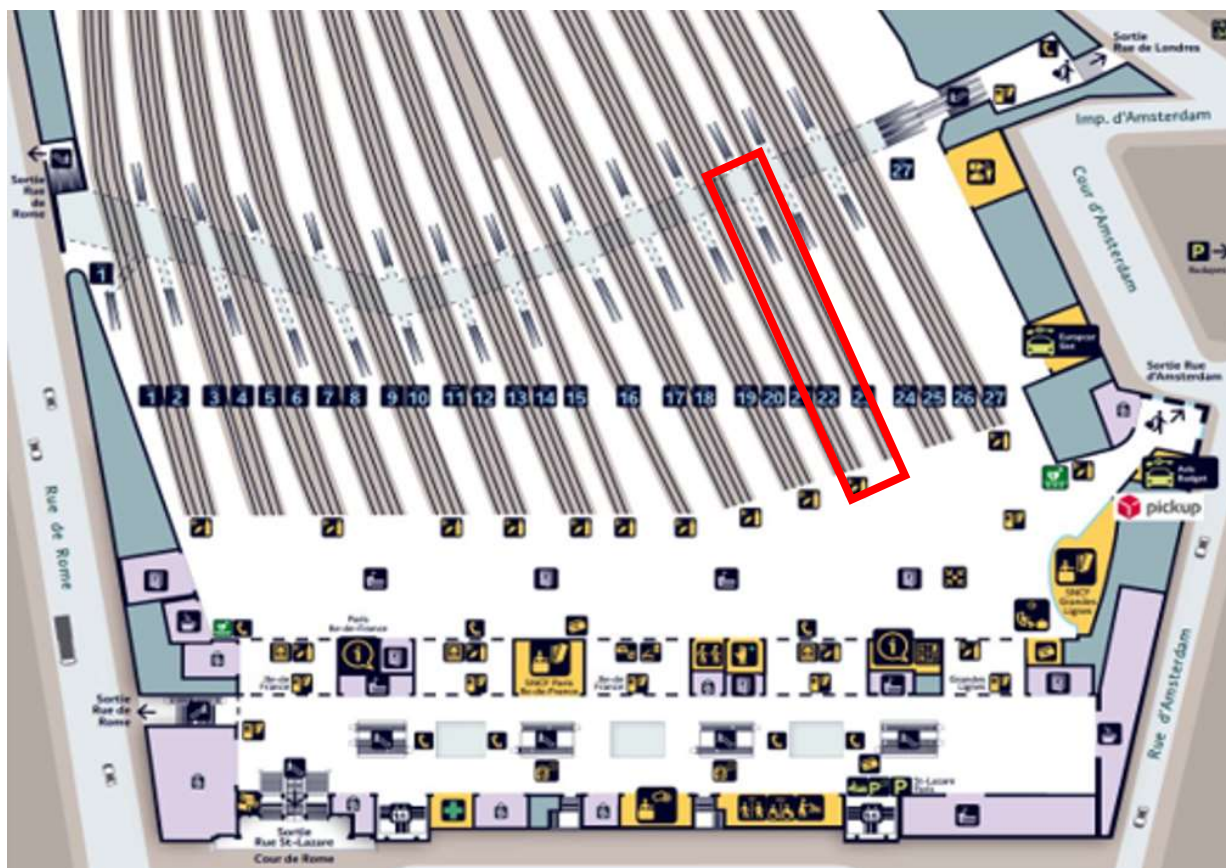 Sortie
Rue de Londres
Imp. d'Amsterdam
Sortie
Rue
de
Rome
27
Cour d'Amsterdam
P
1
Europcar
Sixt
Sortie Rue
d'Amsterdam
1 2 3 4 5 6 7 8 9 10 11 12 13 14 15 16 17 18 19 20 22 24 25 26 27
Avis
Budget
pickup
Rue de Rome
SNCF
Grandes
Lignes
Paris
Ile-de-France
Ile-de
France
SNCF Paris
Ile-de-France
Ile-de
France
Grandes
Lignes
Sortie
Rue de
Rome
Rue d'Amsterdam
P P St-Lazare
Paris
Sortie
Rue St-Lazare
Cour de Rome